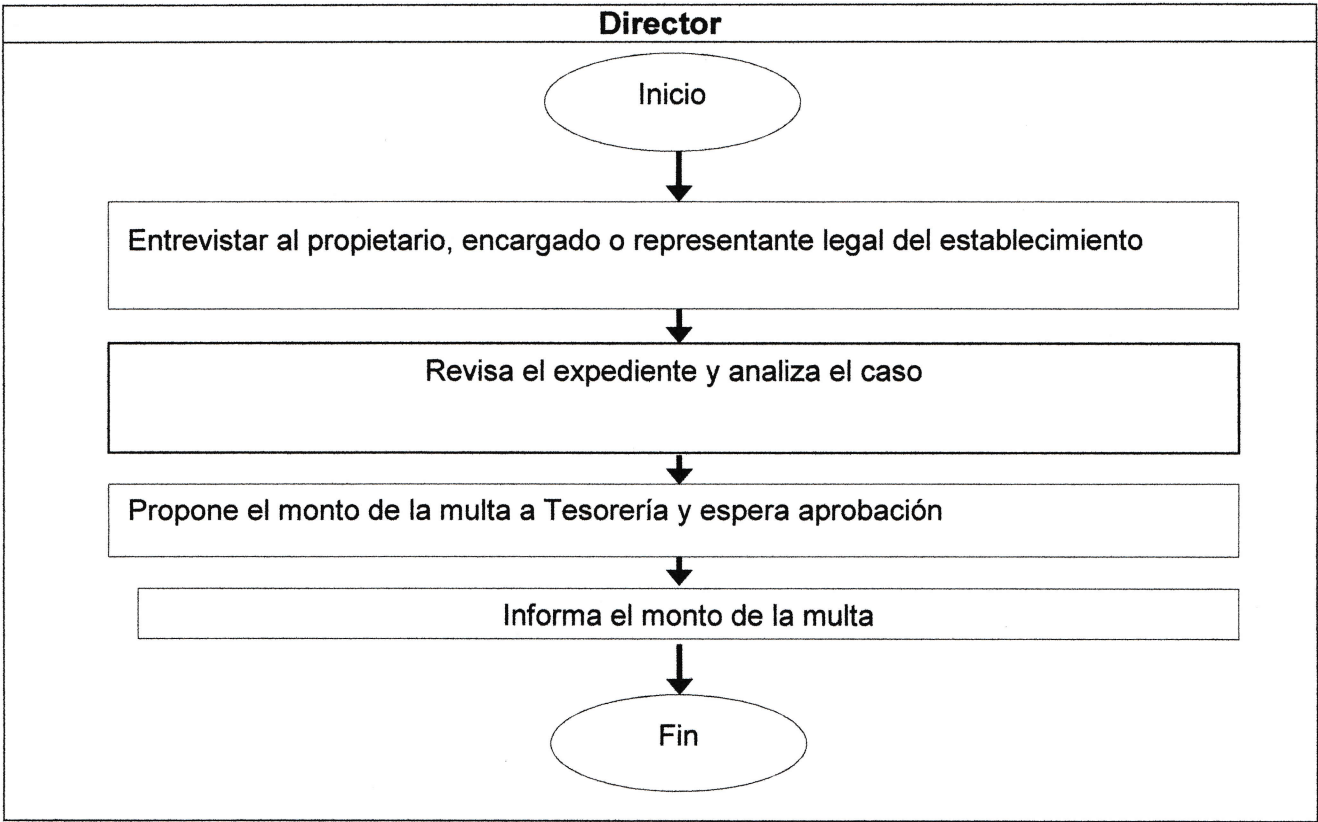 Director
Inicio
Entrevistar al propietario, encargado o representante legal del establecimiento
Revisa el expediente y analiza el caso
Propone el monto de la multa a Tesorería y espera aprobación
Informa el monto de la multa
Fin